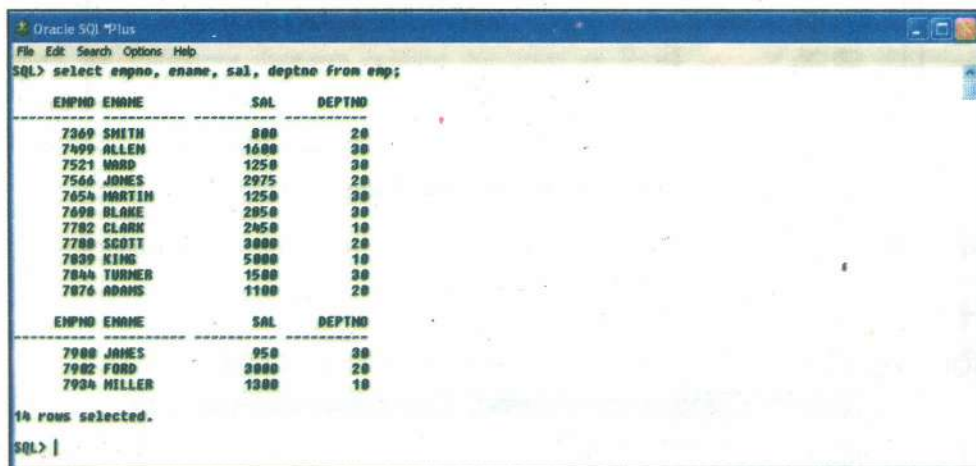 Oracle SQL *Plus
File Edit Search Options Help
SQL> select empno, ename, sal, deptno from emp;
EMPNO ENAME SAL DEPTNO
---------- ---------- ---------- ----------
7369 SMITH 800 20
7499 ALLEN 1600 30
7521 WARD 1250 30
7566 JONES 2975 20
7654 MARTIN 1250 30
7698 BLAKE 2850 30
7782 CLARK 2450 10
7788 SCOTT 3000 20
7839 KING 5000 10
7844 TURNER 1500 30
7876 ADAMS 1100 20
EMPNO ENAME SAL DEPTNO
---------- ---------- ---------- ----------
7900 JAMES 950 30
7902 FORD 3000 20
7934 MILLER 1300 10
14 rows selected.
SQL>